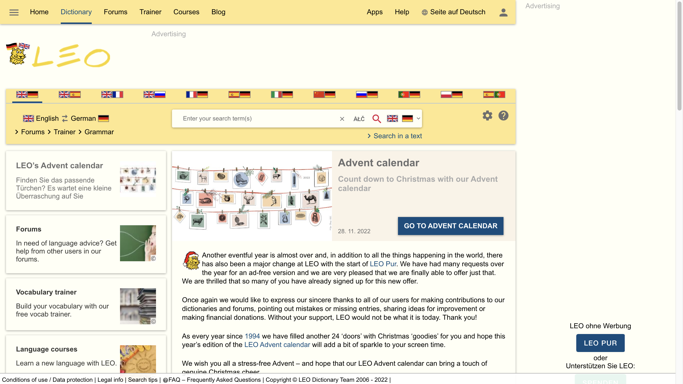 Home Dictionary Forums Trainer Courses Blog Apps Help Seite auf Deutsch
Advertising
Advertising
LEO
English German
Enter your search term(s)
Forums Trainer Grammar
Search in a text
LEO's Advent calendar
Finden Sie das passende
Türchen? Es wartet eine kleine
Überraschung auf Sie
Forums
In need of language advice? Get
help from other users in our
forums.
Vocabulary trainer
Build your vocabulary with our
free vocab trainer.
Language courses
Learn a new language with LEO.
Advent calendar
Count down to Christmas with our Advent
calendar
28. 11. 2022
GO TO ADVENT CALENDAR
Another eventful year is almost over and, in addition to all the things happening in the world, there
has also been a major change at LEO with the start of LEO Pur. We have had many requests over
the year for an ad-free version and we are very pleased that we are finally able to offer just that.
We are thrilled that so many of you have already signed up for this new offer.
Once again we would like to express our sincere thanks to all of our users for making contributions to our
dictionaries and forums, pointing out mistakes or missing entries, sharing ideas for improvement or
making financial donations. Without your support, LEO would not be what it is today. Thank you!
As every year since 1994 we have filled another 24 'doors' with Christmas 'goodies' for you and hope this
year's edition of the LEO Advent calendar will add a bit of sparkle to your screen time.
We wish you all a stress-free Advent – and hope that our LEO Advent calendar can bring a touch of
genuine Christmas cheer.
LEO ohne Werbung
LEO PUR
oder
Unterstützen Sie LEO:
Conditions of use / Data protection | Legal info | Search tips | @FAQ – Frequently Asked Questions | Copyright © LEO Dictionary Team 2006 - 2022 |